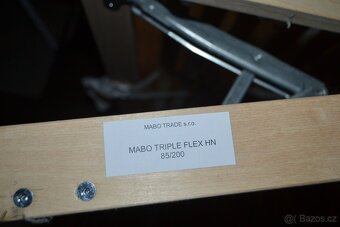 MABO TRADE s.r.o.
MABO TRIPLE FLEX HN
85/200
Bazos.cz